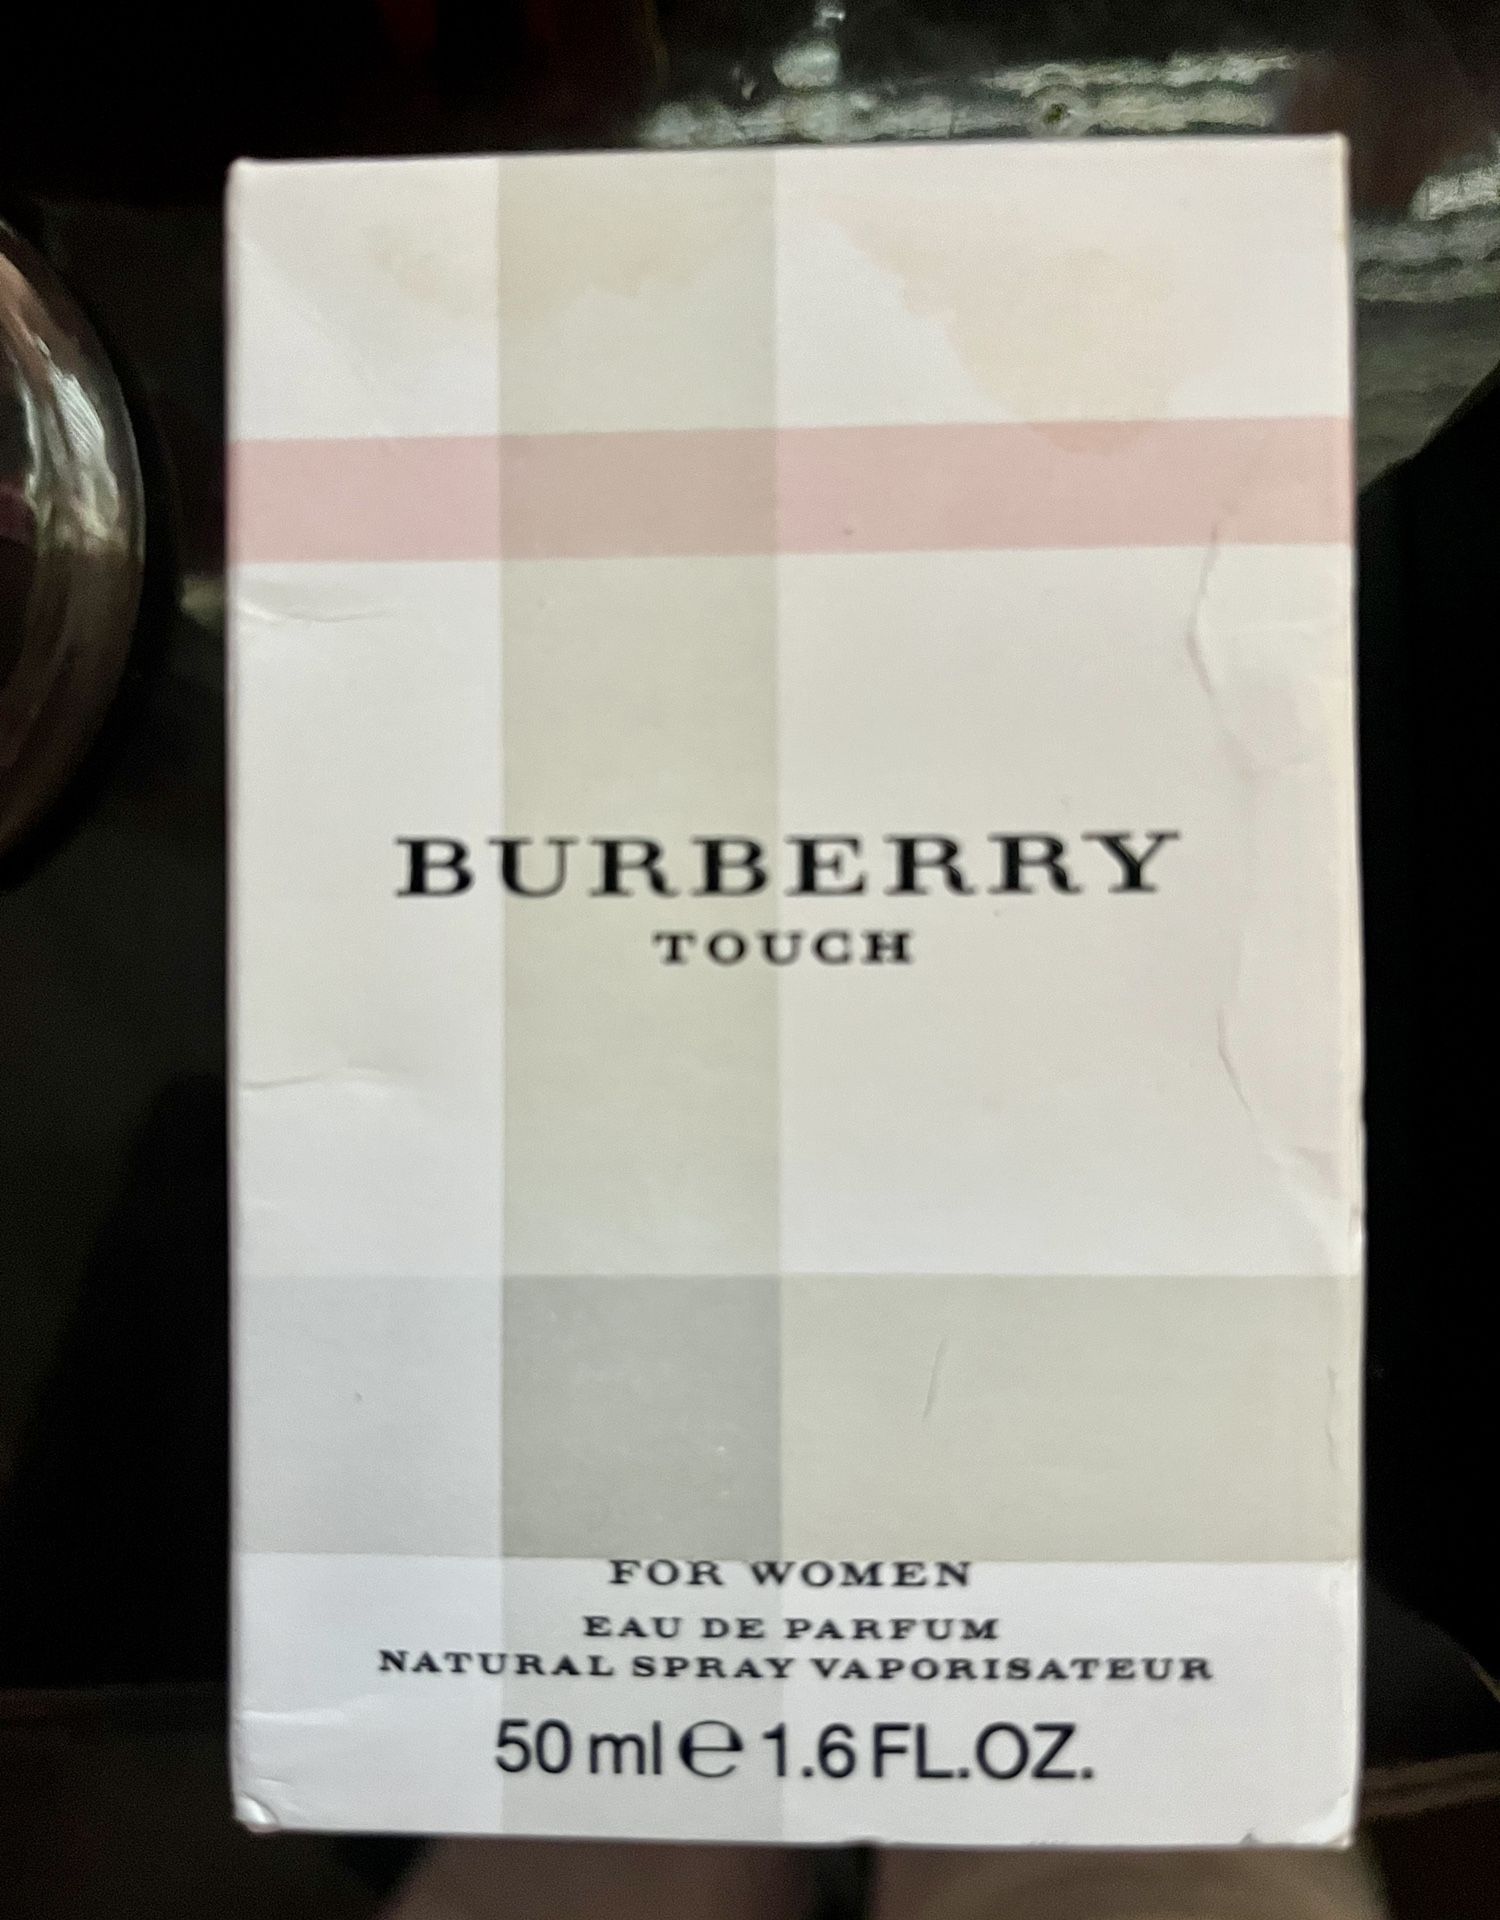 BURBERRY
TOUCH
FOR WOMEN
EAU DE PARFUM
NATURAL SPRAY VAPORISATEUR
50 ml ℮ 1.6 FL.OZ.